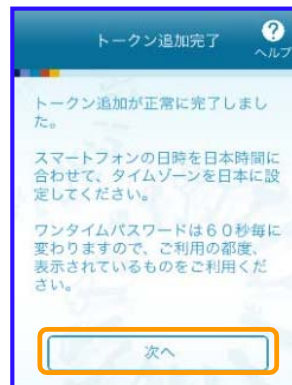 トークン追加完了
?
ヘルプ
トークン追加が正常に完了しまし
た。
スマートフォンの日時を日本時間に
合わせて、タイムゾーンを日本に設
定してください。
ワンタイムパスワードは６０秒毎に
変わりますので、ご利用の都度、
表示されているものをご利用くだ
さい。
次へ